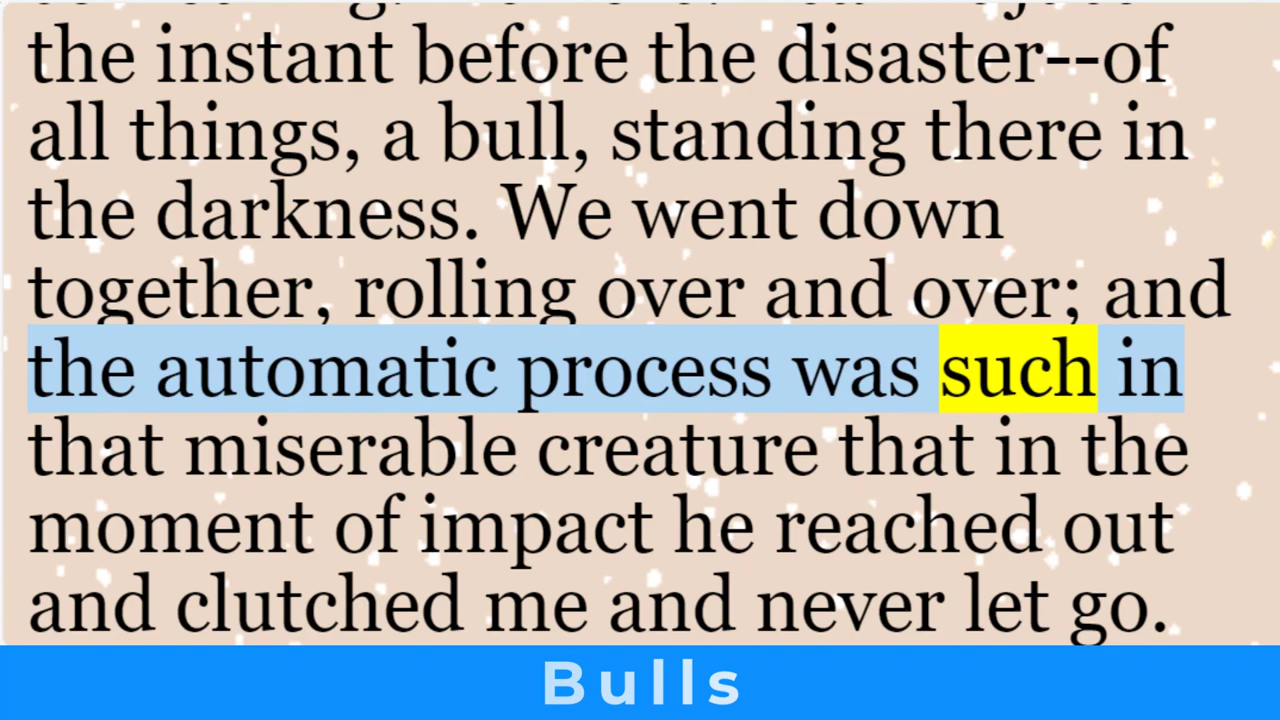 the instant before the disaster--of
all things, a bull, standing there in
the darkness. We went down
together, rolling over and over; and
the automatic process was such in
that miserable creature that in the
moment of impact he reached out
and clutched me and never let go.
Bulls